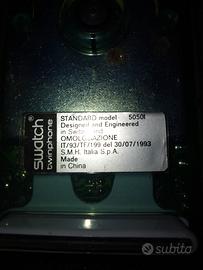 swatch
twinphone
STANDARD model 5050I
Designed and Engineered
in Switzerland
OMOLOGAZIONE
IT/93/TF/199 del 30/07/1993
S.M.H. Italia S.p.A.
Made
in China
subito